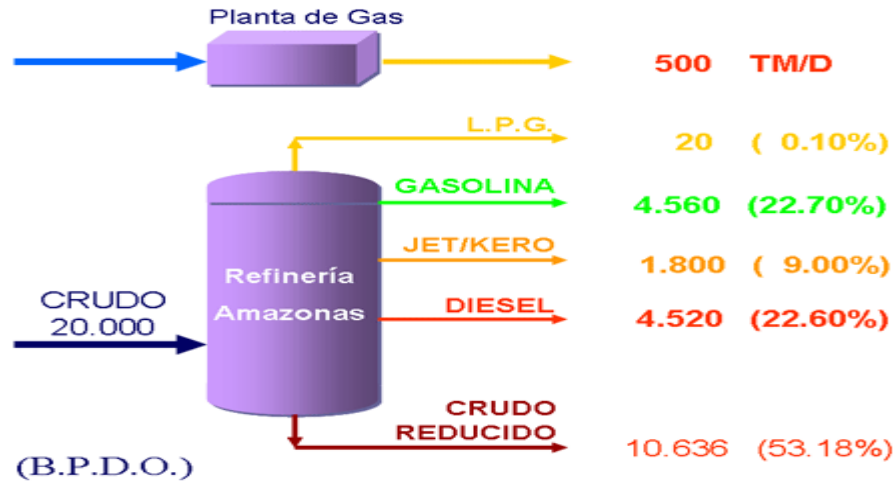 Planta de Gas
500 TM/D
L.P.G.
20 ( 0.10%)
GASOLINA
4.560 (22.70%)
JET/KERO
1.800 ( 9.00%)
Refinería
Amazonas
CRUDO
20.000
DIESEL
4.520 (22.60%)
CRUDO
REDUCIDO
10.636 (53.18%)
(B.P.D.O.)